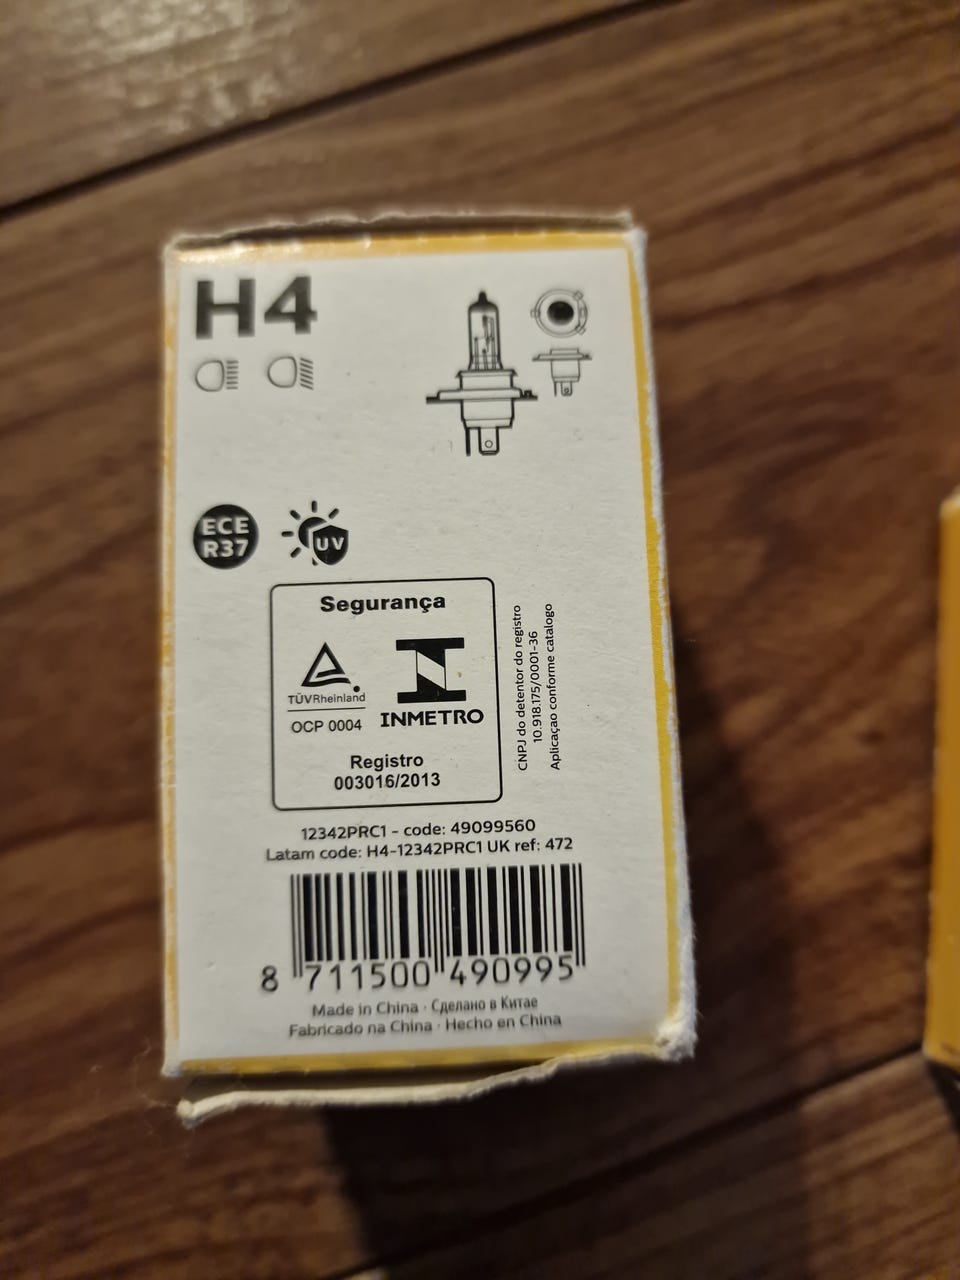 H4
ECE
R37
UV
Segurança
TÜVRheinland
OCP 0004
INMETRO
Registro
003016/2013
CNPJ do detentor do registro
10.918.175/0001-36
Aplicaçao conforme catalogo
12342PRC1 - code: 49099560
Latam code: H4-12342PRC1 UK ref: 472
8 711500 490995
Made in China · Сделано в Китае
Fabricado na China · Hecho en China